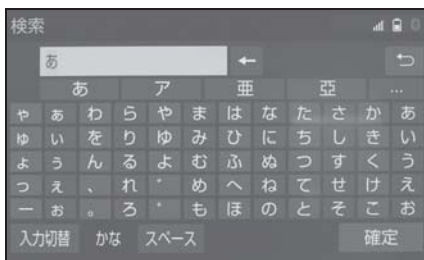 検索
あ ←
あ ア 亜 亞 …
ゃ ぁ わ ら や ま は な た さ か あ
ゅ ぃ を り ゆ み ひ に ち し き い
ょ ぅ ん る よ む ふ ぬ つ す く う
っ ぇ 、 れ ゛ め へ ね て せ け え
ー ぉ 。 ろ ゜ も ほ の と そ こ お
入力切替 かな スペース 確定